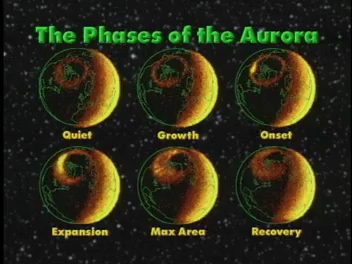 The Phases of the Aurora
Quiet
Growth
Onset
Expansion
Max Area
Recovery